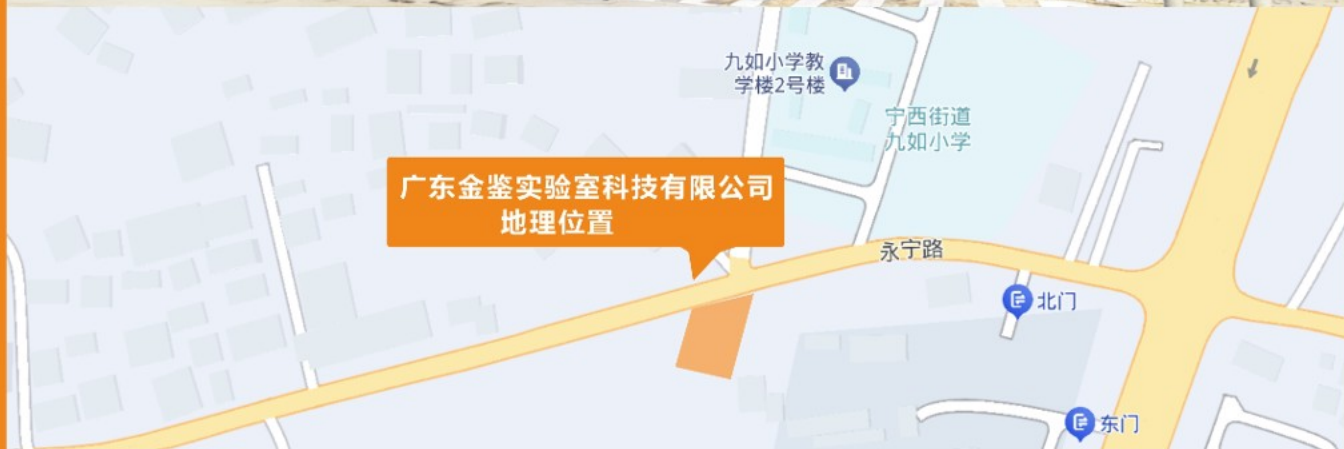 九如小学教
学楼2号楼
宁西街道
九如小学
广东金鉴实验室科技有限公司
地理位置
永宁路
北门
东门